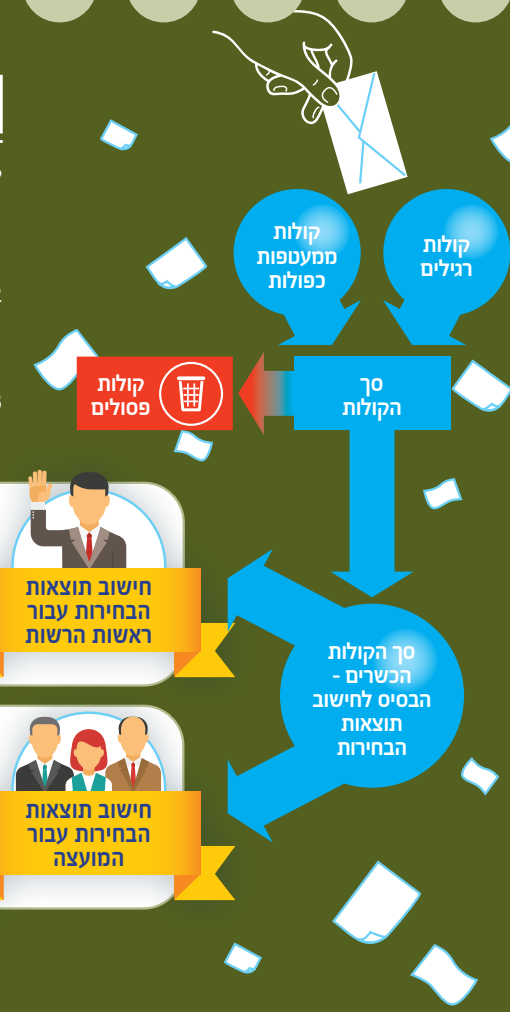 קולות
רגילים
קולות
ממעטפות
כפולות
סך
הקולות
קולות
פסולים
סך הקולות
הכשרים -
הבסיס לחישוב
תוצאות
הבחירות
חישוב תוצאות
הבחירות עבור
ראשות הרשות
חישוב תוצאות
הבחירות עבור
המועצה